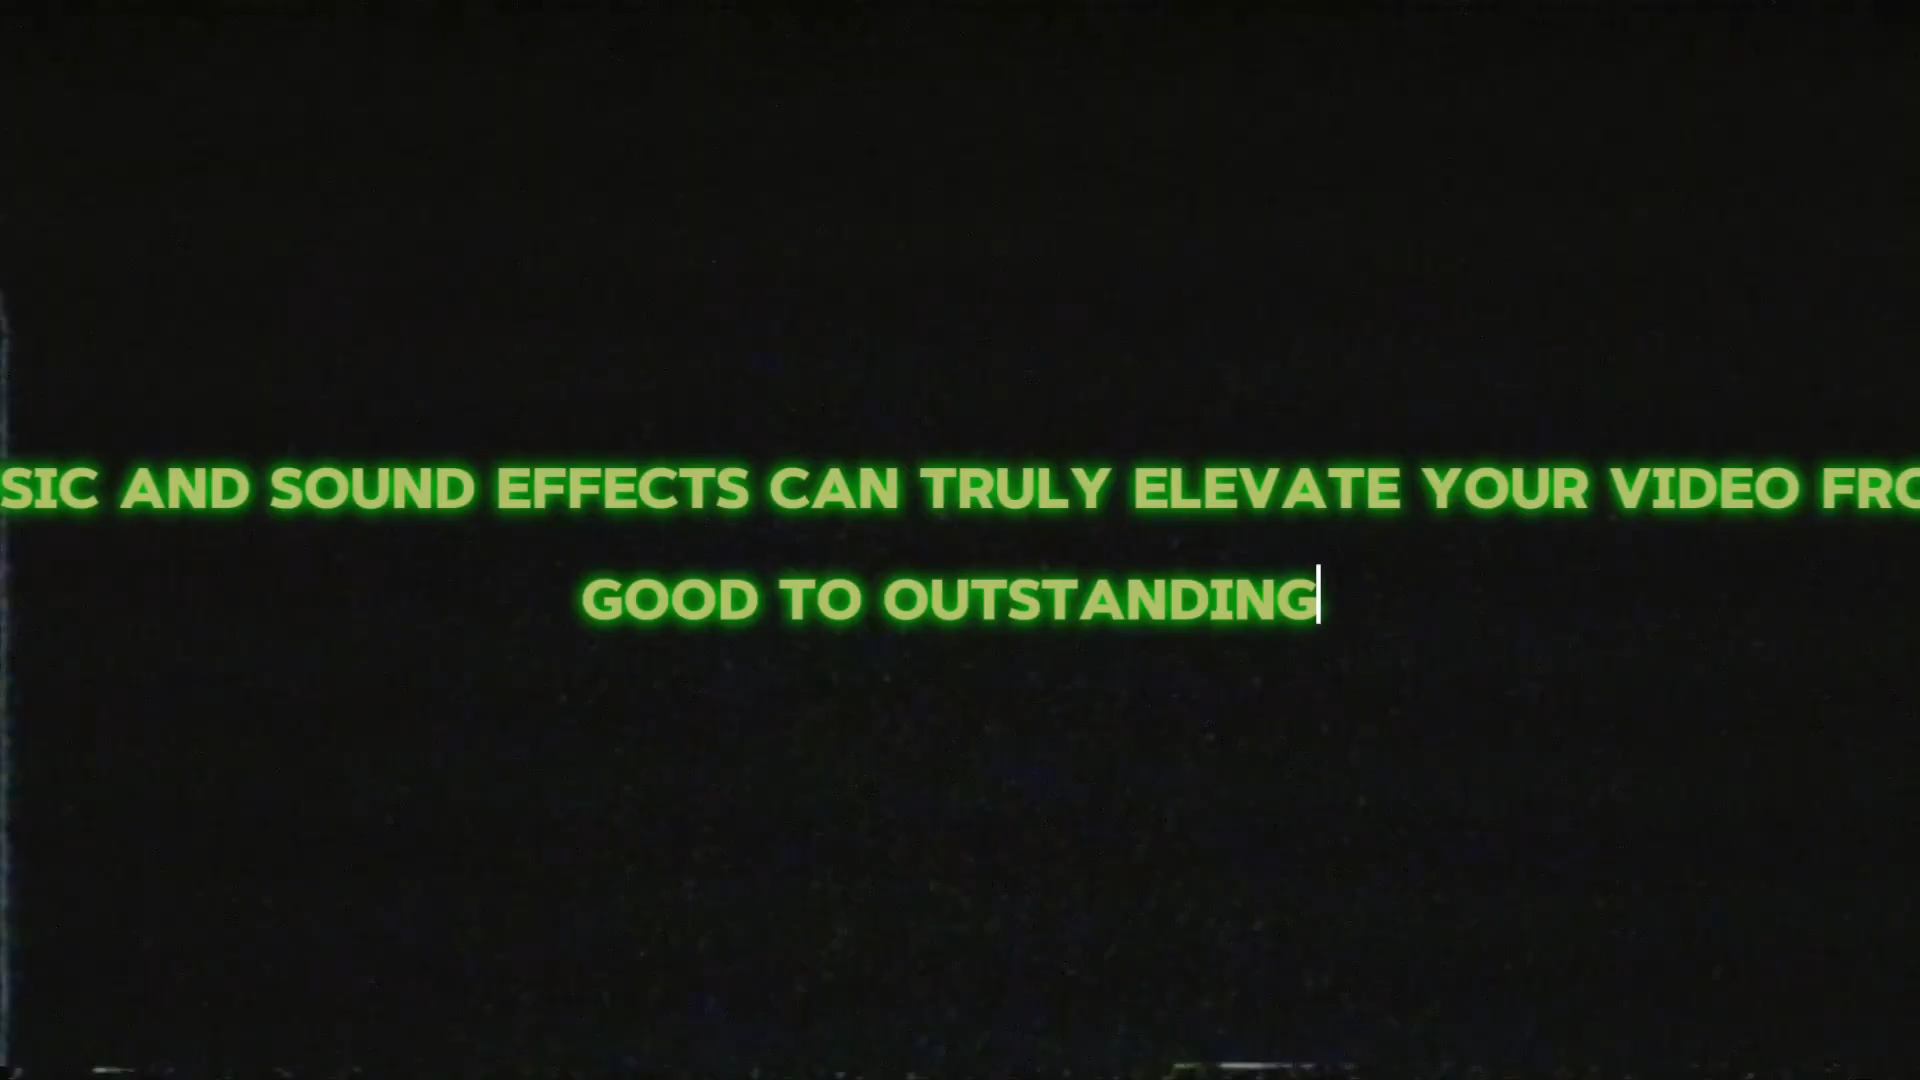 SIC AND SOUND EFFECTS CAN TRULY ELEVATE YOUR VIDEO FRO
GOOD TO OUTSTANDING